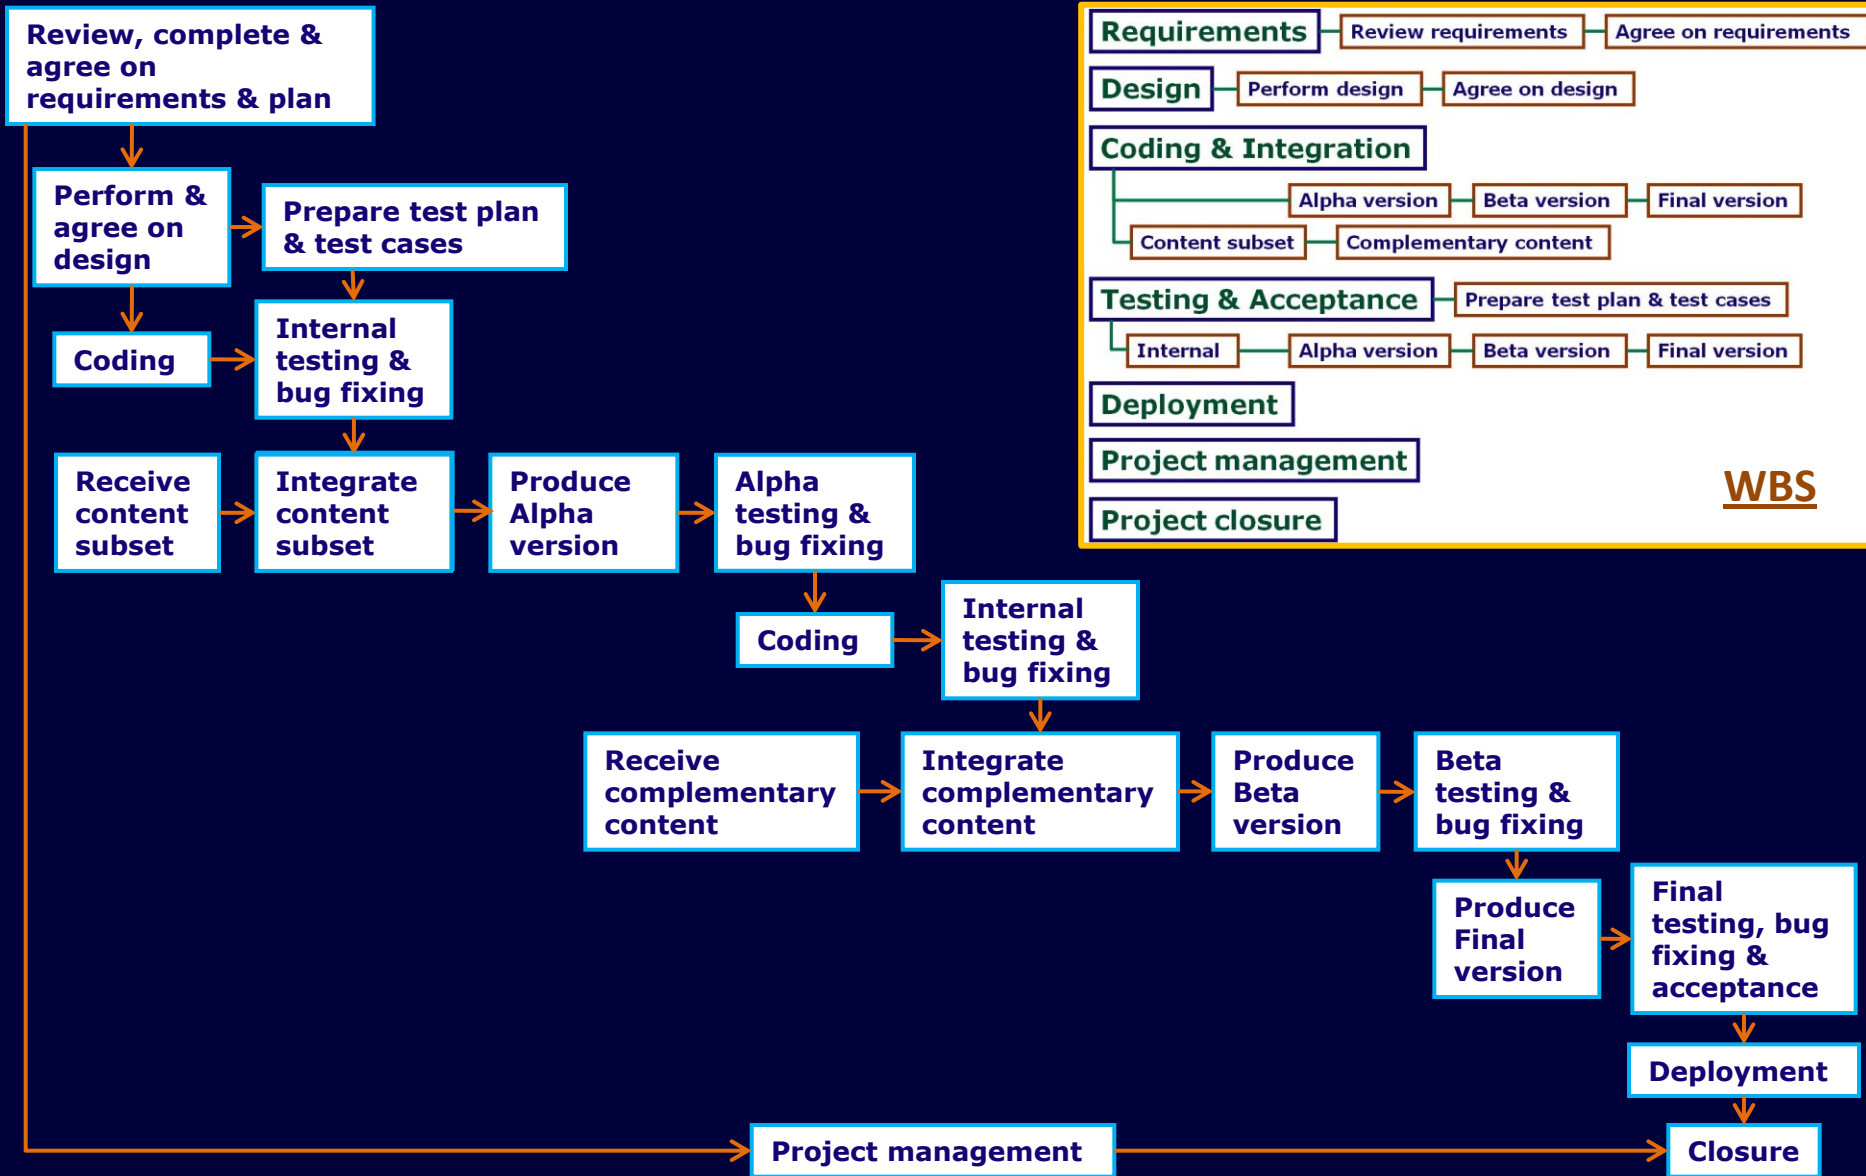 Review, complete &
agree on
requirements & plan
Perform &
agree on
design
Prepare test plan
& test cases
Coding
Internal
testing &
bug fixing
Receive
content
subset
Integrate
content
subset
Produce
Alpha
version
Alpha
testing &
bug fixing
Coding
Internal
testing &
bug fixing
Receive
complementary
content
Integrate
complementary
content
Produce
Beta
version
Beta
testing &
bug fixing
Produce
Final
version
Final
testing, bug
fixing &
acceptance
Deployment
Project management
Closure
Requirements
Review requirements
Agree on requirements
Design
Perform design
Agree on design
Coding & Integration
Alpha version
Beta version
Final version
Content subset
Complementary content
Testing & Acceptance
Prepare test plan & test cases
Internal
Alpha version
Beta version
Final version
Deployment
Project management
Project closure
WBS